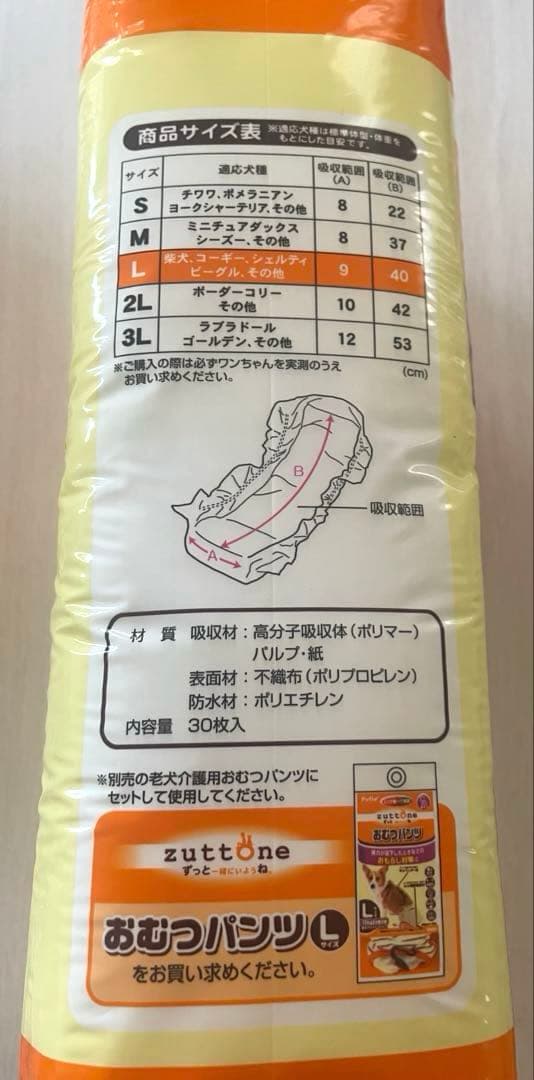 商品サイズ表 ※適応犬種は標準体型・体重を
もとにした目安です。
サイズ 適応犬種 吸収範囲(A) 吸収範囲(B)
S チワワ、ポメラニアン
ヨークシャーテリア、その他 8 22
M ミニチュアダックス
シーズー、その他 8 37
L 柴犬、コーギー、シェルティ
ビーグル、その他 9 40
2L ボーダーコリー
その他 10 42
3L ラブラドール
ゴールデン、その他 12 53
※ご購入の際は必ずワンちゃんを実測のうえ
お買い求めください。 (cm)
B
吸収範囲
A
材 質 吸収材:高分子吸収体(ポリマー)
パルプ・紙
表面材:不織布(ポリプロピレン)
防水材:ポリエチレン
内容量 30枚入
※別売の老犬介護用おむつパンツに
セットして使用してください。
zuttone
ずっと一緒にいようね。
おむつパンツ L サイズ
をお買い求めください。
zuttone
おむつパンツ
おもらし対策に
L